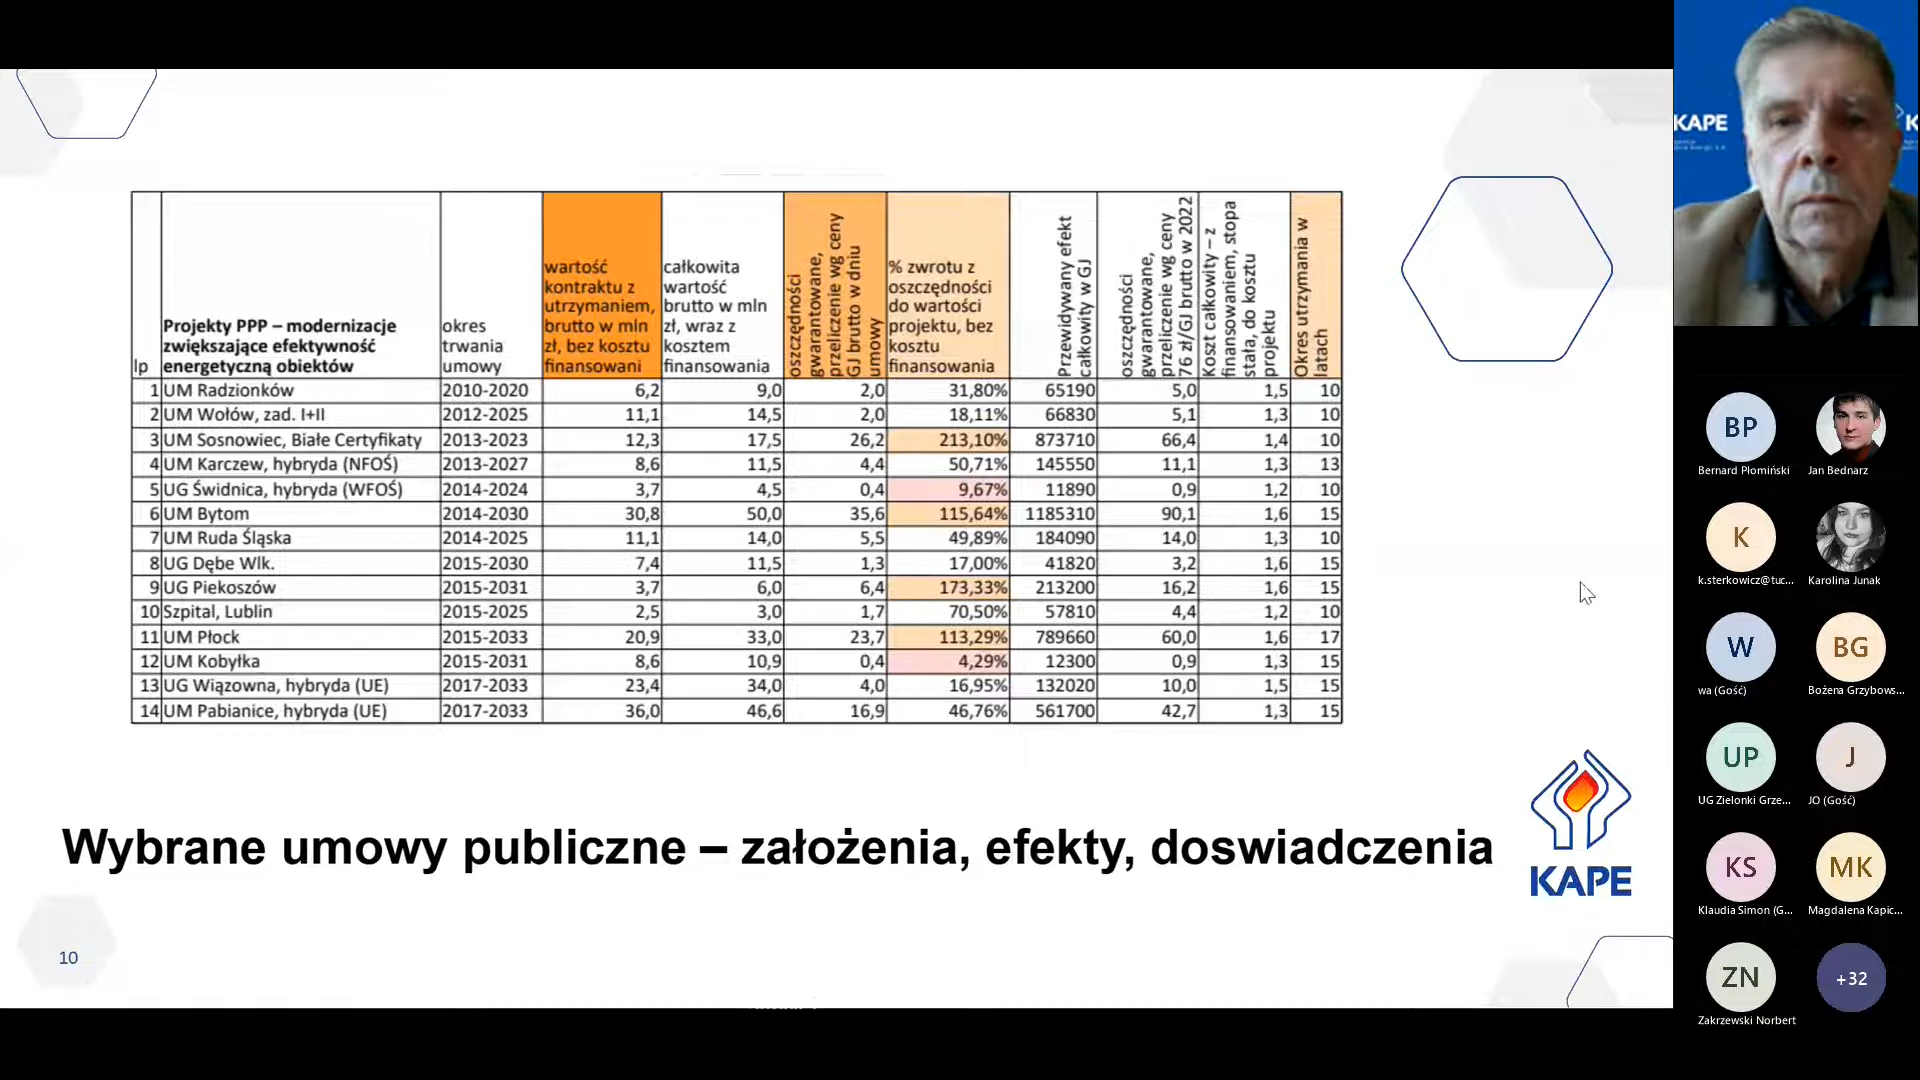 lp
Projekty PPP – modernizacje
zwiększające efektywność
energetyczną obiektów
okres
trwania
umowy
wartość
kontraktu z
utrzymaniem,
brutto w mln
zł, bez kosztu
finansowani
całkowita
wartość
brutto w mln
zł, wraz z
kosztem
finansowania
oszczędności
gwarantowane,
przeliczenie wg ceny
GJ brutto w dniu
umowy
% zwrotu z
oszczędności
do wartości
projektu, bez
kosztu
finansowania
Przewidywany efekt
całkowity w GJ
oszczędności
gwarantowane,
przeliczenie wg ceny
76 zł/GJ brutto w 2022
Koszt całkowity – z
finansowaniem, stopa
stała, do kosztu
projektu
Okres utrzymania w
latach
1 UM Radzionków 2010-2020 6,2 9,0 2,0 31,80% 65190 5,0 1,5 10
2 UM Wołów, zad. I+II 2012-2025 11,1 14,5 2,0 18,11% 66830 5,1 1,3 10
3 UM Sosnowiec, Białe Certyfikaty 2013-2023 12,3 17,5 26,2 213,10% 873710 66,4 1,4 10
4 UM Karczew, hybryda (NFOŚ) 2013-2027 8,6 11,5 4,4 50,71% 145550 11,1 1,3 13
5 UG Świdnica, hybryda (WFOŚ) 2014-2024 3,7 4,5 0,4 9,67% 11890 0,9 1,2 10
6 UM Bytom 2014-2030 30,8 50,0 35,6 115,64% 1185310 90,1 1,6 15
7 UM Ruda Śląska 2014-2025 11,1 14,0 5,5 49,89% 184090 14,0 1,3 10
8 UG Dębe Wlk. 2015-2030 7,4 11,5 1,3 17,00% 41820 3,2 1,6 15
9 UG Piekoszów 2015-2031 3,7 6,0 6,4 173,33% 213200 16,2 1,6 15
10 Szpital, Lublin 2015-2025 2,5 3,0 1,7 70,50% 57810 4,4 1,2 10
11 UM Płock 2015-2033 20,9 33,0 23,7 113,29% 789660 60,0 1,6 17
12 UM Kobyłka 2015-2031 8,6 10,9 0,4 4,29% 12300 0,9 1,3 15
13 UG Wiązowna, hybryda (UE) 2017-2033 23,4 34,0 4,0 16,95% 132020 10,0 1,5 15
14 UM Pabianice, hybryda (UE) 2017-2033 36,0 46,6 16,9 46,76% 561700 42,7 1,3 15
Wybrane umowy publiczne – założenia, efekty, doswiadczenia
KAPE
10
KAPE
BP
Bernard Płomiński
Jan Bednarz
K
k.sterkowicz@tuc...
Karolina Junak
W
wa (Gość)
BG
Bożena Grzybows...
UP
UG Zielonki Grze...
J
JO (Gość)
KS
Klaudia Simon (G...
MK
Magdalena Kapic...
ZN
Zakrzewski Norbert
+32